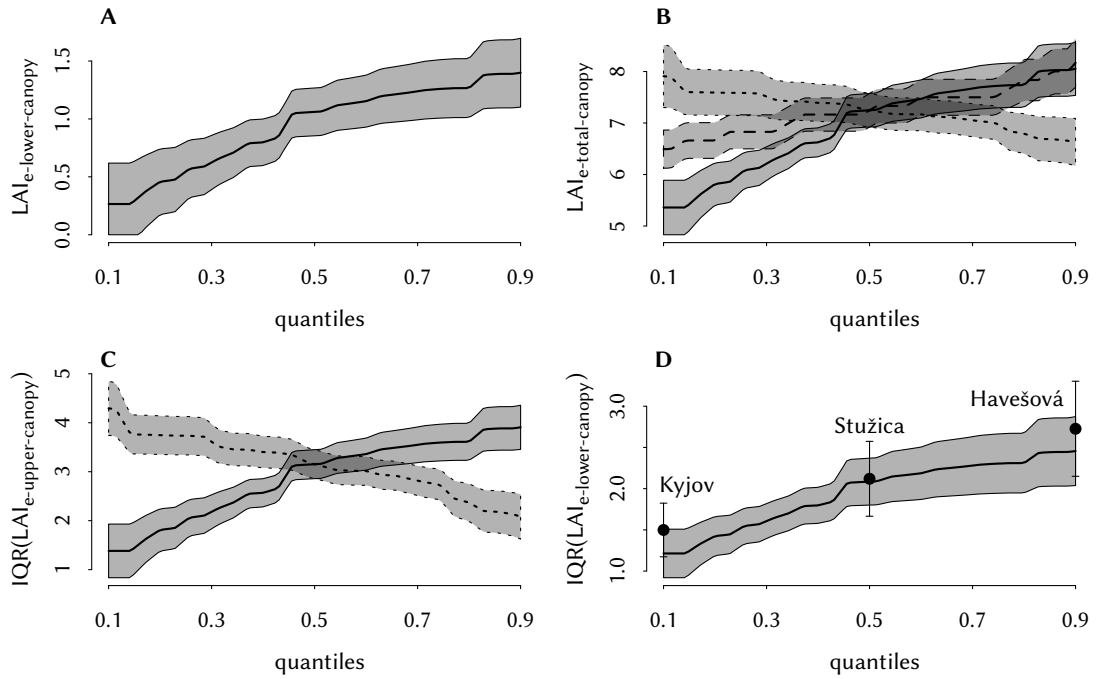 A
LAIe-lower-canopy
0.0 0.5 1.0 1.5
0.1 0.3 0.5 0.7 0.9
quantiles
B
LAIe-total-canopy
5 6 7 8
0.1 0.3 0.5 0.7 0.9
quantiles
C
IQR(LAIe-upper-canopy)
1 2 3 4 5
0.1 0.3 0.5 0.7 0.9
quantiles
D
IQR(LAIe-lower-canopy)
1.0 2.0 3.0
Kyjov
Stužica
Havešová
0.1 0.3 0.5 0.7 0.9
quantiles